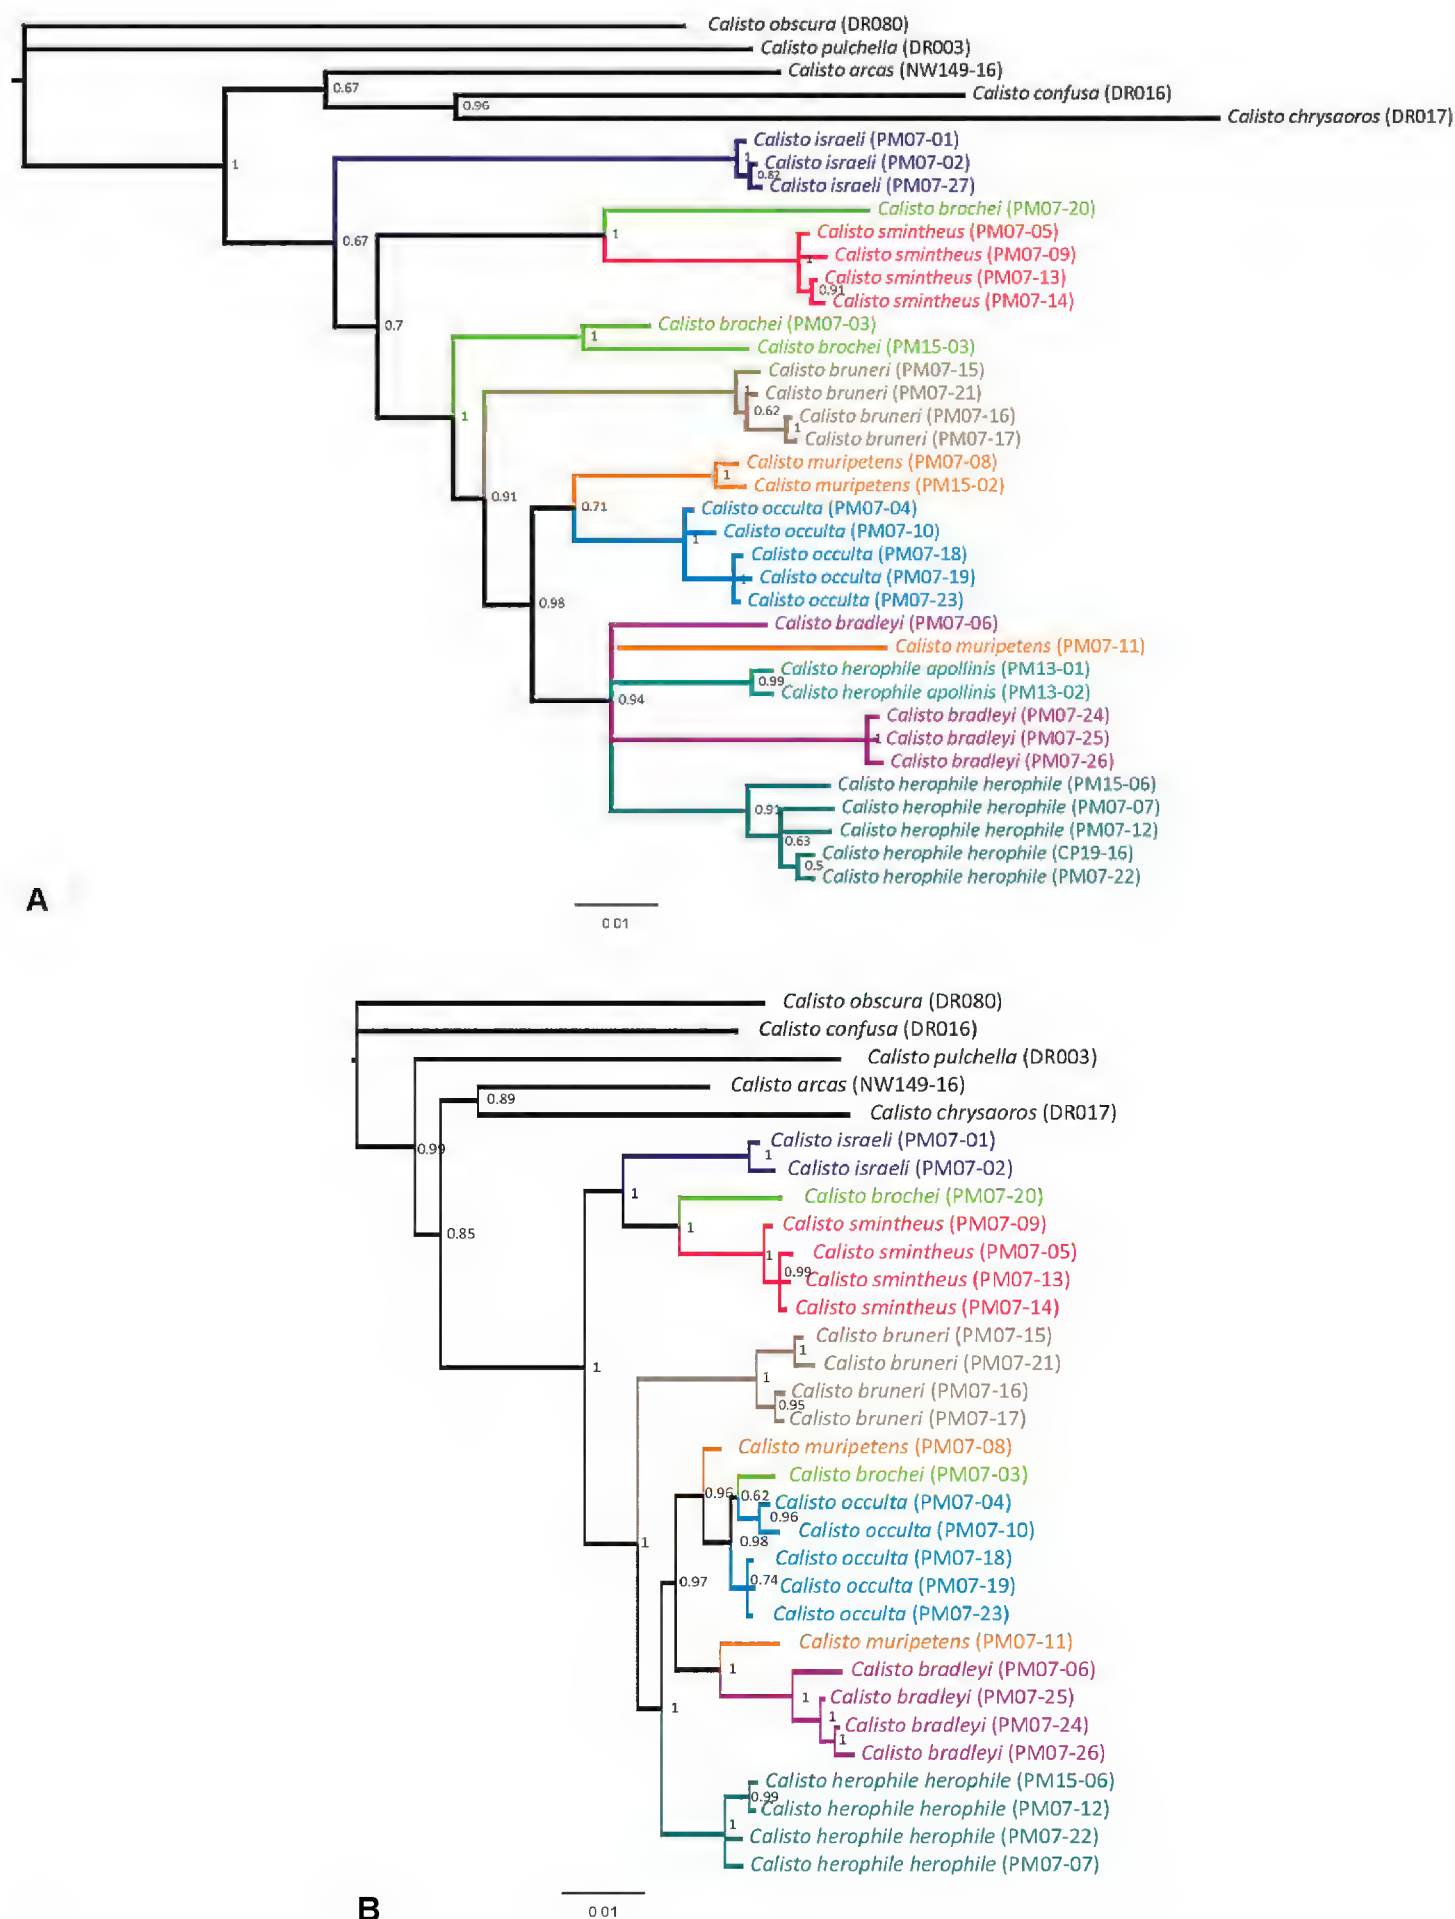 Calisto obscura (DR080)
Calisto pulchella (DR003)
Calisto arcas (NW149-16)
0.67
Calisto confusa (DR016)
0.96
Calisto chrysaoros (DR017)
Calisto israeli (PM07-01)
1
1
Calisto israeli (PM07-02)
0.82
Calisto israeli (PM07-27)
Calisto brochei (PM07-20)
Calisto smintheus (PM07-05)
1
0.67
Calisto smintheus (PM07-09)
1
Calisto smintheus (PM07-13)
0.91
Calisto smintheus (PM07-14)
Calisto brochei (PM07-03)
0.7
1
Calisto brochei (PM15-03)
Calisto bruneri (PM07-15)
1
Calisto bruneri (PM07-21)
0.62
1
Calisto bruneri (PM07-16)
1
Calisto bruneri (PM07-17)
Calisto muripetens (PM07-08)
1
Calisto muripetens (PM15-02)
0.91
0.71
Calisto occulta (PM07-04)
Calisto occulta (PM07-10)
1
Calisto occulta (PM07-18)
Calisto occulta (PM07-19)
1
Calisto occulta (PM07-23)
0.98
Calisto bradleyi (PM07-06)
Calisto muripetens (PM07-11)
Calisto herophile apollinis (PM13-01)
0.99
Calisto herophile apollinis (PM13-02)
0.94
Calisto bradleyi (PM07-24)
1
Calisto bradleyi (PM07-25)
Calisto bradleyi (PM07-26)
Calisto herophile herophile (PM15-06)
0.91
Calisto herophile herophile (PM07-07)
Calisto herophile herophile (PM07-12)
0.63
Calisto herophile herophile (CP19-16)
0.5
Calisto herophile herophile (PM07-22)
A
0 01
Calisto obscura (DR080)
Calisto confusa (DR016)
Calisto pulchella (DR003)
Calisto arcas (NW149-16)
0.89
Calisto chrysaoros (DR017)
Calisto israeli (PM07-01)
0.99
1
Calisto israeli (PM07-02)
1
Calisto brochei (PM07-20)
Calisto smintheus (PM07-09)
1
0.85
Calisto smintheus (PM07-05)
1
0.99
Calisto smintheus (PM07-13)
Calisto smintheus (PM07-14)
Calisto bruneri (PM07-15)
1
Calisto bruneri (PM07-21)
1
1
Calisto bruneri (PM07-16)
0.95
Calisto bruneri (PM07-17)
Calisto muripetens (PM07-08)
Calisto brochei (PM07-03)
0.96
0.62
Calisto occulta (PM07-04)
0.96
Calisto occulta (PM07-10)
1
0.98
Calisto occulta (PM07-18)
0.97
0.74
Calisto occulta (PM07-19)
Calisto occulta (PM07-23)
Calisto muripetens (PM07-11)
1
Calisto bradleyi (PM07-06)
1
Calisto bradleyi (PM07-25)
1
1
Calisto bradleyi (PM07-24)
1
Calisto bradleyi (PM07-26)
Calisto herophile herophile (PM15-06)
0.99
Calisto herophile herophile (PM07-12)
1
Calisto herophile herophile (PM07-22)
Calisto herophile herophile (PM07-07)
B
0 01